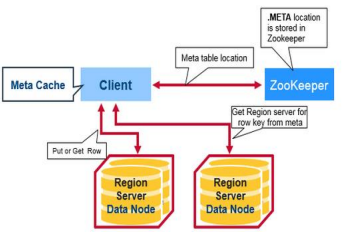 .META location
is stored in
Zookeeper
Meta table location
Meta Cache
Client
ZooKeeper
Get Region server for
row key from meta
Put or Get Row
Region
Server
Data Node
Region
Server
Data Node